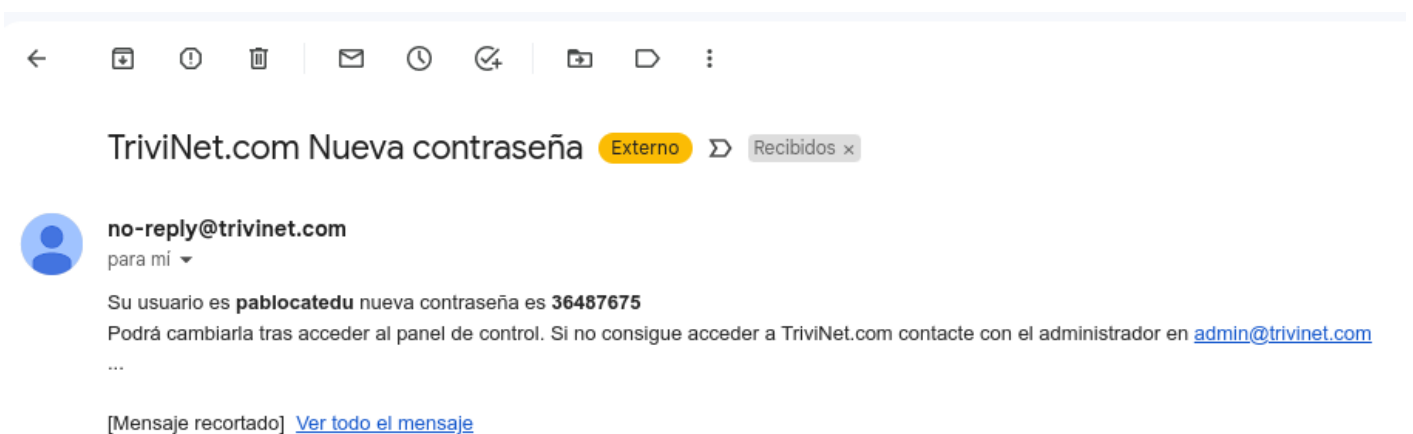 TriviNet.com Nueva contraseña Externo Recibidos ×
no-reply@trivinet.com
para mí
Su usuario es pablocatedu nueva contraseña es 36487675
Podrá cambiarla tras acceder al panel de control. Si no consigue acceder a TriviNet.com contacte con el administrador en admin@trivinet.com
...
[Mensaje recortado] Ver todo el mensaje